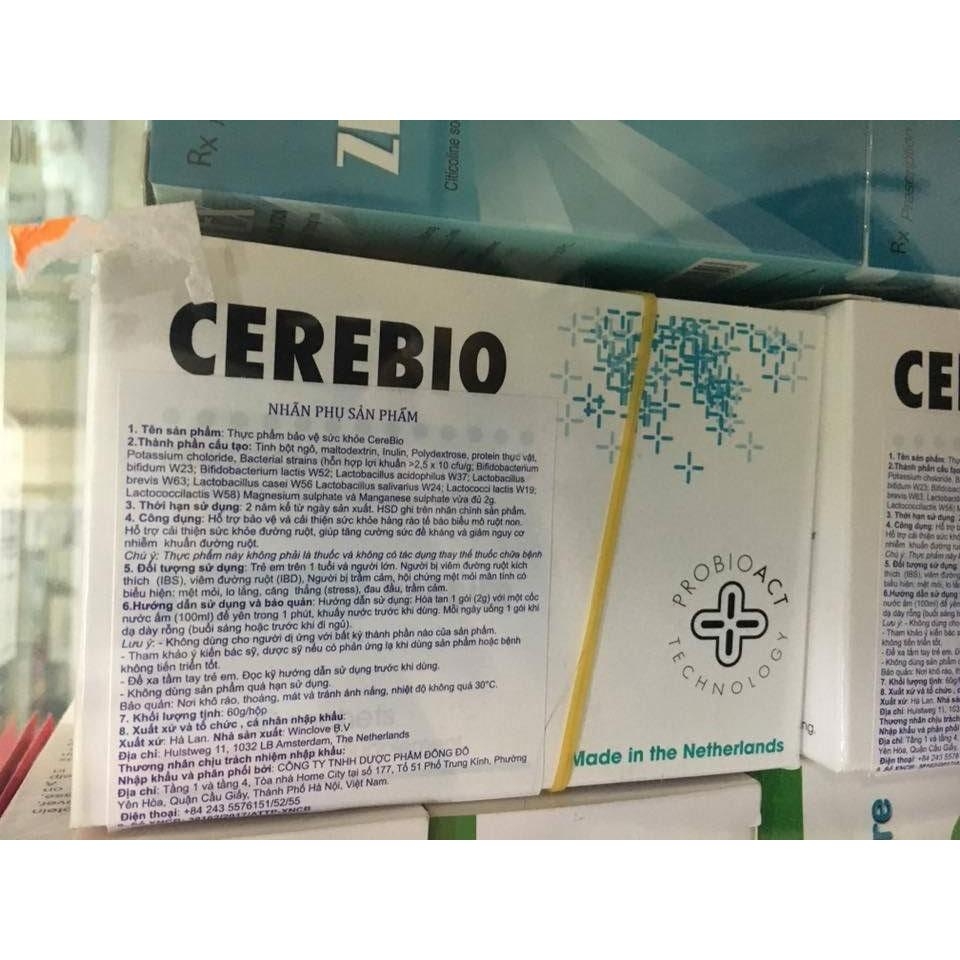 Rx
Citicoline so
Rx Prescription
CEREBIO
NHÃN PHỤ SẢN PHẨM
1. Tên sản phẩm: Thực phẩm bảo vệ sức khỏe CereBio
2.Thành phần cấu tạo: Tinh bột ngô, maltodextrin, Inulin, Polydextrose, protein thực vật,
Potassium choloride, Bacterial strains (hỗn hợp lợi khuẩn >2,5 x 10 cfu/g; Bifidobacterium
bifidum W23; Bifidobacterium lactis W52; Lactobacillus acidophilus W37; Lactobacillus
brevis W63; Lactobacillus casei W56 Lactobacillus salivarius W24; Lactococci lactis W19;
Lactococcilactis W58) Magnesium sulphate và Manganese sulphate vừa đủ 2g.
3. Thời hạn sử dụng: 2 năm kể từ ngày sản xuất. HSD ghi trên nhãn chính sản phẩm.
4. Công dụng: Hỗ trợ bảo vệ và cải thiện sức khỏe hàng rào tế bào biểu mô ruột non.
Hỗ trợ cải thiện sức khỏe đường ruột, giúp tăng cường sức đề kháng và giảm nguy cơ
nhiễm khuẩn đường ruột.
Chú ý: Thực phẩm này không phải là thuốc và không có tác dụng thay thế thuốc chữa bệnh
5. Đối tượng sử dụng: Trẻ em trên 1 tuổi và người lớn. Người bị viêm đường ruột kích
thích (IBS), viêm đường ruột (IBD), Người bị trầm cảm, hội chứng mệt mỏi mãn tính có
biểu hiện: mệt mỏi, lo lắng, căng thẳng (stress), đau đầu, trầm cảm.
6.Hướng dẫn sử dụng và bảo quản: Hướng dẫn sử dụng: Hòa tan 1 gói (2g) với một cốc
nước ấm (100ml) để yên trong 1 phút, khuấy nước trước khi dùng. Mỗi ngày uống 1 gói khi
dạ dày rỗng (buổi sáng hoặc trước khi đi ngủ).
Lưu ý: - Không dùng cho người dị ứng với bất kỳ thành phần nào của sản phẩm.
- Tham khảo ý kiến bác sỹ, dược sỹ nếu có phản ứng lạ khi dùng sản phẩm hoặc bệnh
không tiến triển tốt.
- Để xa tầm tay trẻ em. Đọc kỹ hướng dẫn sử dụng trước khi dùng.
- Không dùng sản phẩm quá hạn sử dụng.
Bảo quản: Nơi khô ráo, thoáng, mát và tránh ánh nắng, nhiệt độ không quá 30°C.
7. Khối lượng tịnh: 60g/hộp
8. Xuất xứ và tổ chức , cá nhân nhập khẩu:
Xuất xứ: Hà Lan. Nhà sản xuất: Winclove B.V
Địa chỉ: Hulstweg 11, 1032 LB Amsterdam, The Netherlands
Thương nhân chịu trách nhiệm nhập khẩu:
Nhập khẩu và phân phối bởi: CÔNG TY TNHH DƯỢC PHẨM ĐÔNG ĐÔ
Địa chỉ: Tầng 1 và tầng 4, Tòa nhà Home City tại số 177, Tổ 51 Phố Trung Kính, Phường
Yên Hòa, Quận Cầu Giấy, Thành Phố Hà Nội, Việt Nam.
Điện thoại: +84 243 5576151/52/55
PROBIOACT
TECHNOLOGY
Made in the Netherlands
CE